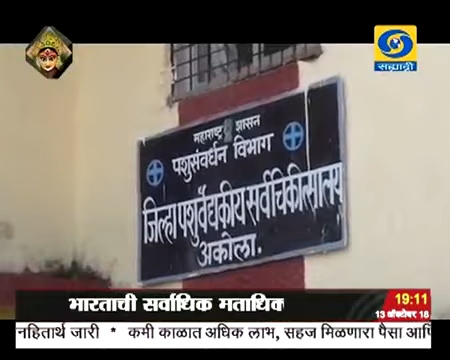 सह्याद्री
महाराष्ट्र शासन
पशुसंवर्धन विभाग
जिल्हा पशुवैद्यकीय सर्वचिकीत्सालय
अकोला.
भारताची सर्वाधिक मताधिक
19:11
13 ऑक्टोबर 18
नहितार्थ जारी * कमी काळात अधिक लाभ, सहज मिळणारा पैसा आणि